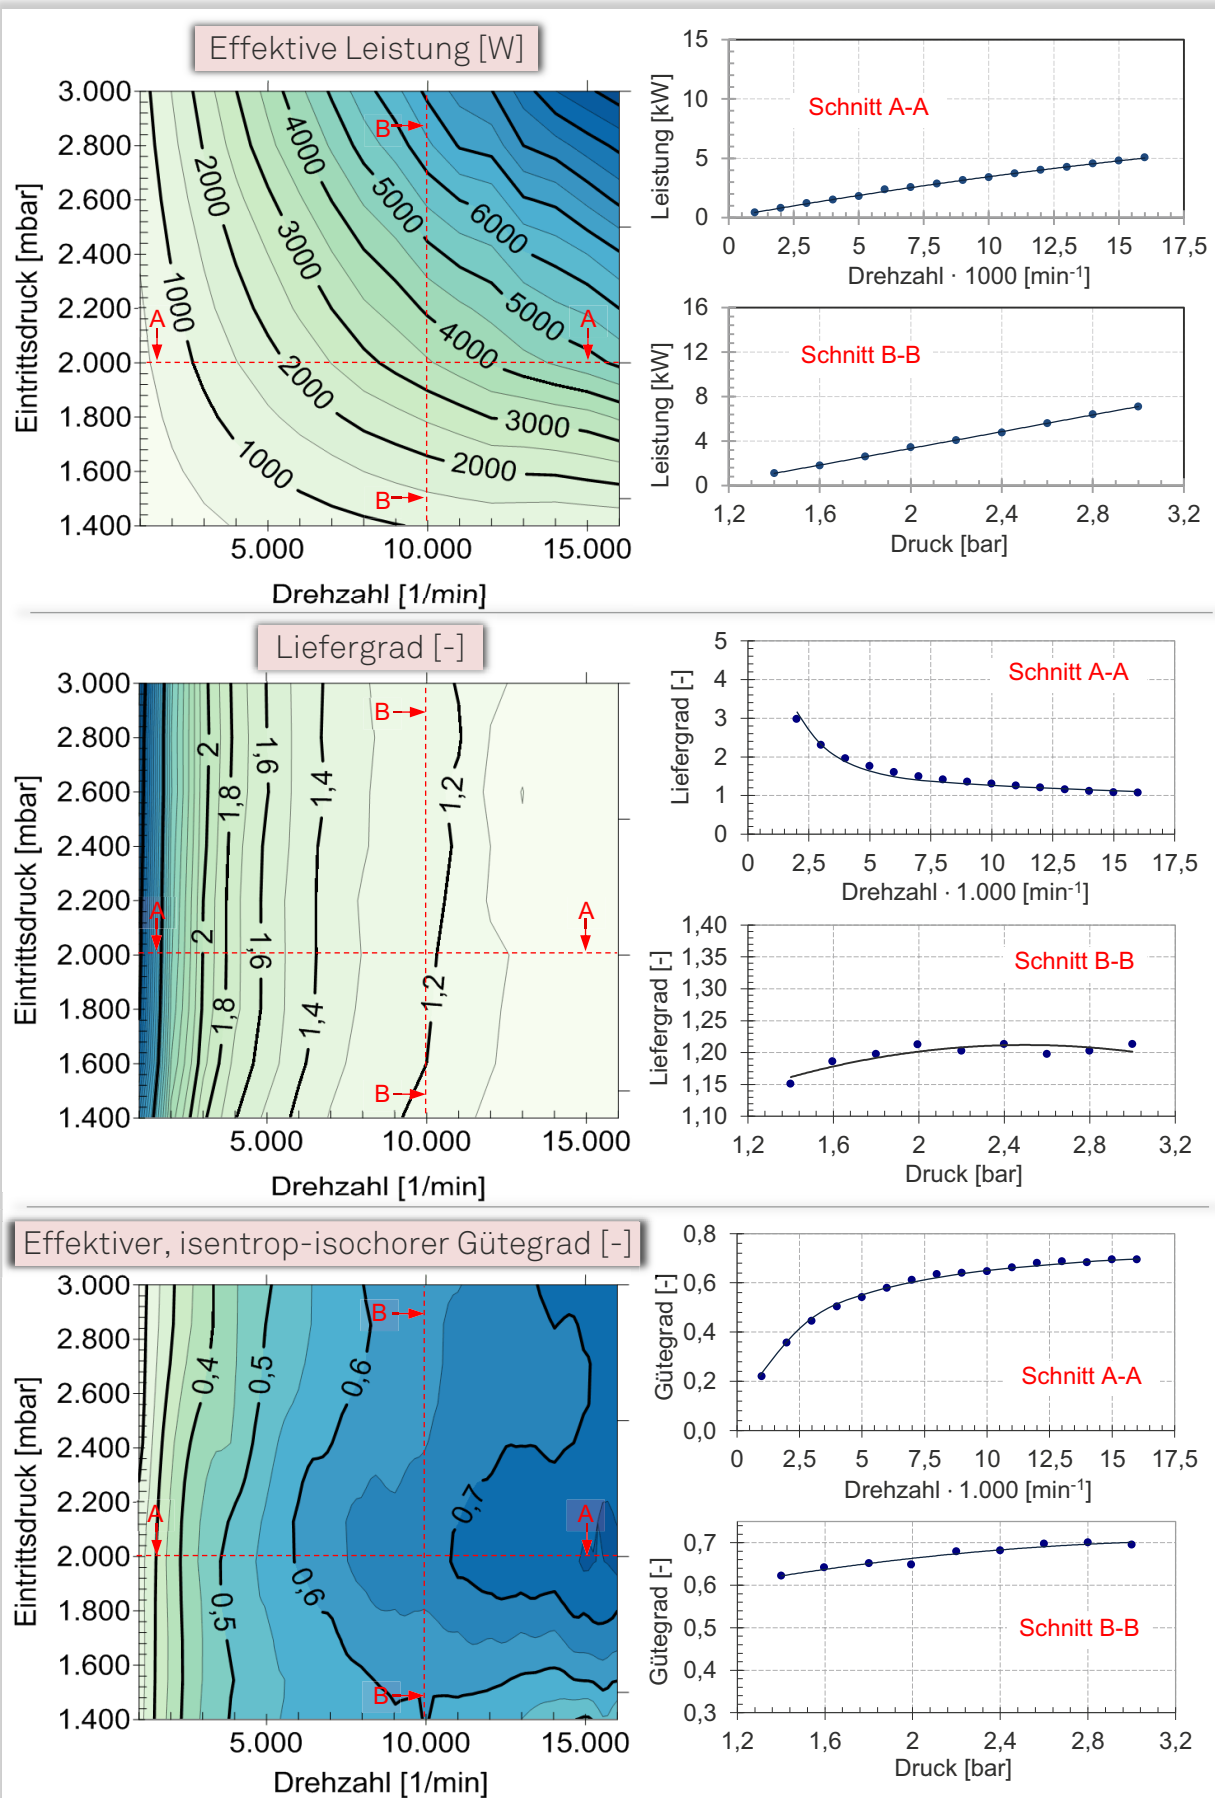 Effektive Leistung [W]
3.000
2.800
2.600
2.400
2.200
2.000
1.800
1.600
1.400
Eintrittsdruck [mbar]
5.000 10.000 15.000
Drehzahl [1/min]
1000
2000
3000
4000
5000
6000
5000
4000
3000
2000
2000
1000
A
A
B
B
15
10
5
0
Leistung [kW]
Schnitt A-A
0 2,5 5 7,5 10 12,5 15 17,5
Drehzahl · 1000 [min-1]
16
12
8
4
0
Leistung [kW]
Schnitt B-B
1,2 1,6 2 2,4 2,8 3,2
Druck [bar]
Liefergrad [-]
3.000
2.800
2.600
2.400
2.200
2.000
1.800
1.600
1.400
Eintrittsdruck [mbar]
5.000 10.000 15.000
Drehzahl [1/min]
2
1,8
1,6
1,4
1,2
2
1,8
1,6
1,4
1,2
A
A
B
B
5
4
3
2
1
0
Liefergrad [-]
Schnitt A-A
0 2,5 5 7,5 10 12,5 15 17,5
Drehzahl · 1.000 [min-1]
1,40
1,35
1,30
1,25
1,20
1,15
1,10
Liefergrad [-]
Schnitt B-B
1,2 1,6 2 2,4 2,8 3,2
Druck [bar]
Effektiver, isentrop-isochorer Gütegrad [-]
3.000
2.800
2.600
2.400
2.200
2.000
1.800
1.600
1.400
Eintrittsdruck [mbar]
5.000 10.000 15.000
Drehzahl [1/min]
0,4
0,5
0,6
0,7
0,5
0,6
A
A
B
B
0,8
0,6
0,4
0,2
0,0
Gütegrad [-]
Schnitt A-A
0 2,5 5 7,5 10 12,5 15 17,5
Drehzahl · 1.000 [min-1]
0,7
0,6
0,5
0,4
0,3
Gütegrad [-]
Schnitt B-B
1,2 1,6 2 2,4 2,8 3,2
Druck [bar]